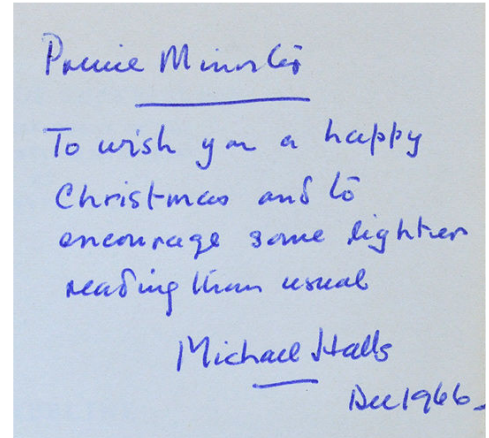 Prime Minister
To wish you a happy
Christmas and to
encourage some lighter
reading than usual
Michael Halls
Dec 1966.